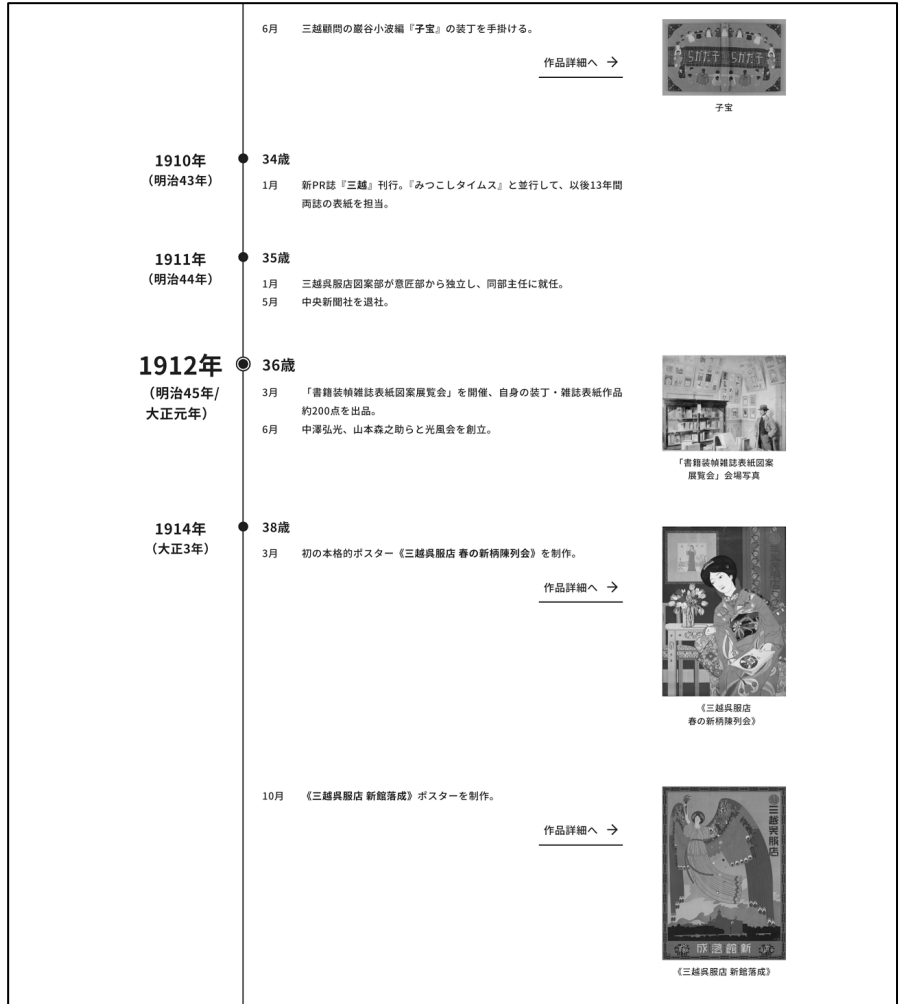 6月 三越顧問の巖谷小波編『子宝』の装丁を手掛ける。
作品詳細へ →
子宝
1910年
(明治43年)
34歳
1月 新PR誌『三越』刊行。『みつこしタイムス』と並行して、以後13年間
両誌の表紙を担当。
1911年
(明治44年)
35歳
1月 三越呉服店図案部が意匠部から独立し、同部主任に就任。
5月 中央新聞社を退社。
1912年
(明治45年/
大正元年)
36歳
3月 「書籍装幀雑誌表紙図案展覧会」を開催、自身の装丁・雑誌表紙作品
約200点を出品。
6月 中澤弘光、山本森之助らと光風会を創立。
「書籍装幀雑誌表紙図案
展覧会」会場写真
1914年
(大正3年)
38歳
3月 初の本格的ポスター《三越呉服店 春の新柄陳列会》を制作。
作品詳細へ →
《三越呉服店
春の新柄陳列会》
10月 《三越呉服店 新館落成》ポスターを制作。
作品詳細へ →
三越呉服店
成落館新
《三越呉服店 新館落成》